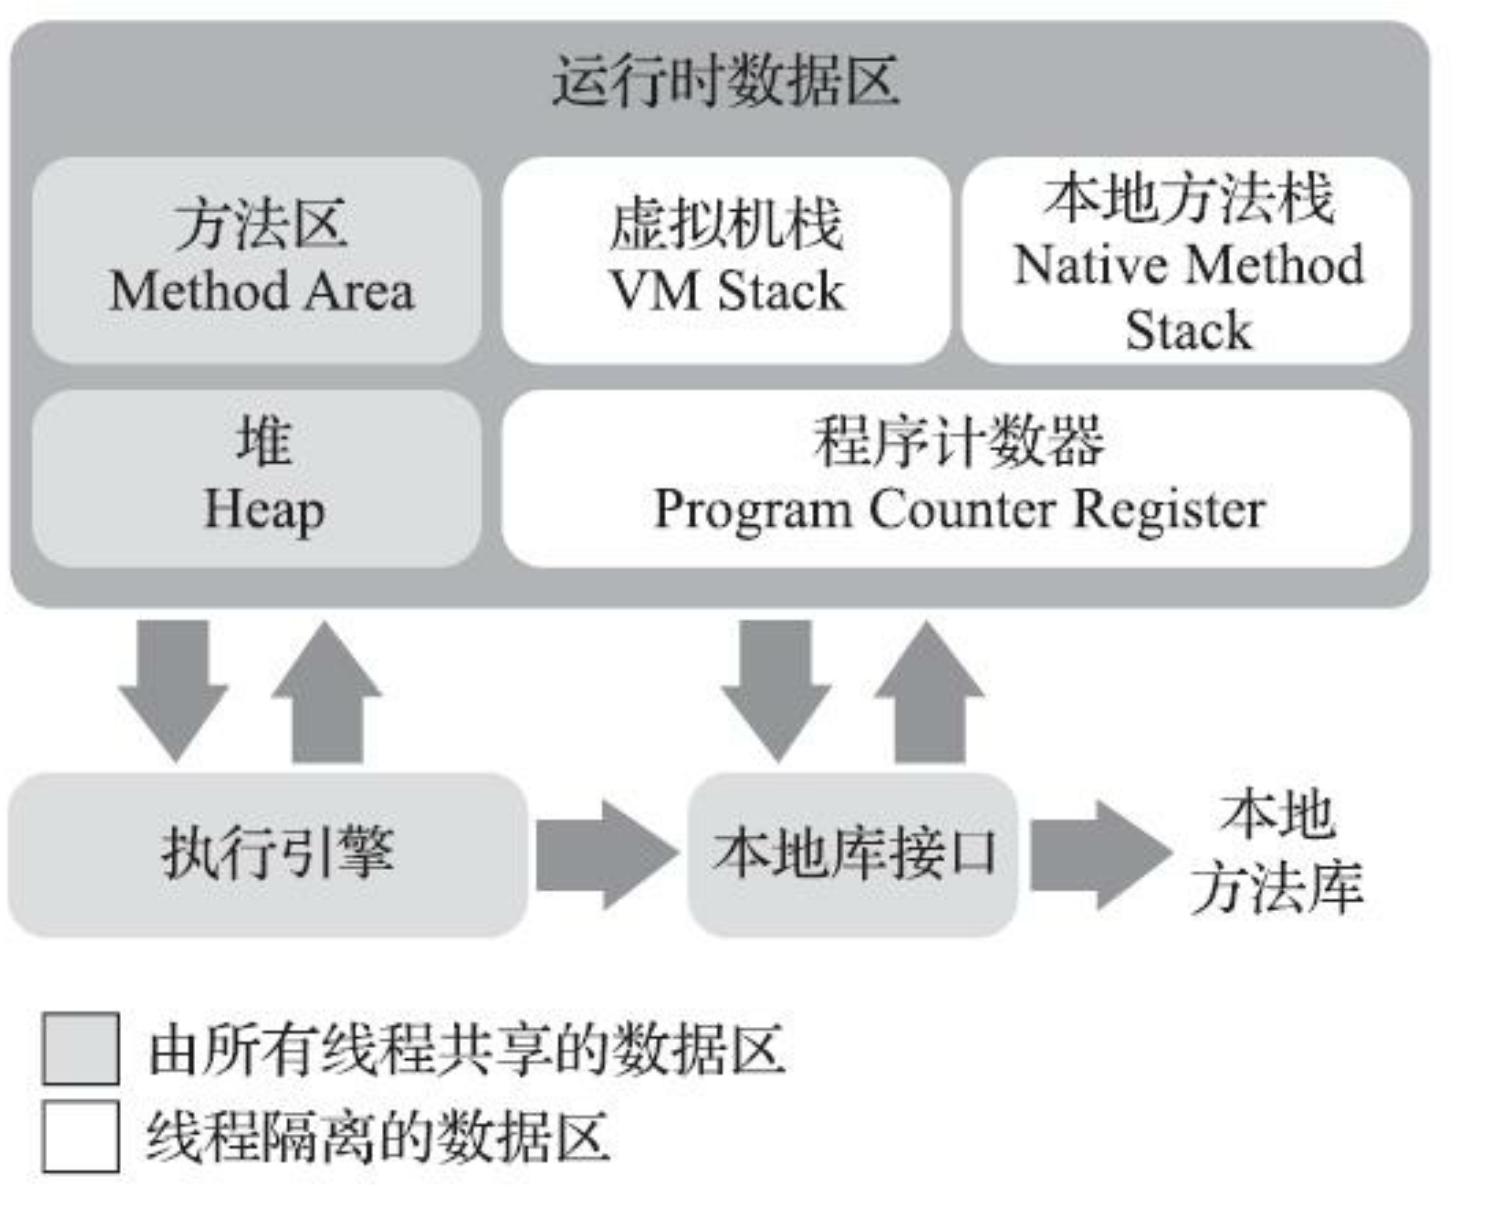 运行时数据区
方法区
Method Area
虚拟机栈
VM Stack
本地方法栈
Native Method
Stack
堆
Heap
程序计数器
Program Counter Register
执行引擎
本地库接口
本地
方法库
由所有线程共享的数据区
线程隔离的数据区